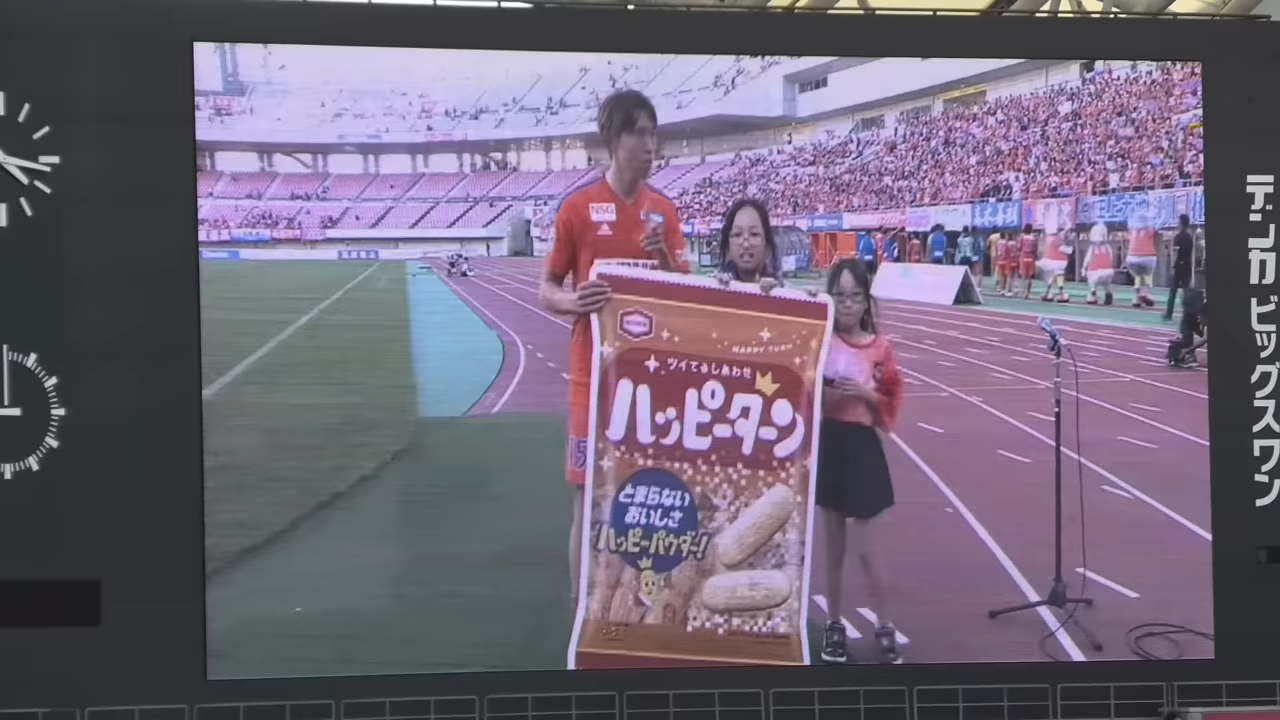 NSG
HAPPY TURN
ツイてるしあわせ
ハッピーターン
とまらない
おいしさ
ハッピーパウダー!
15
デンカビッグスワン